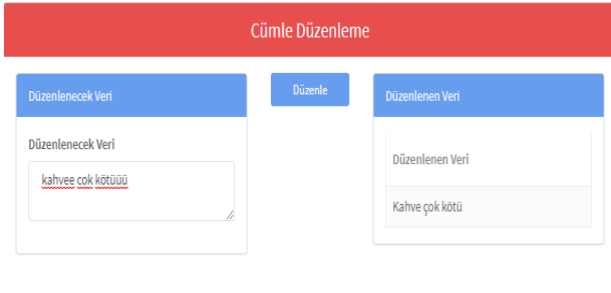 Cümle Düzenleme
Düzenlenecek Veri
Düzenle
Düzenlenen Veri
Düzenlenecek Veri
kahvee cok kötüüü
Düzenlenen Veri
Kahve çok kötü